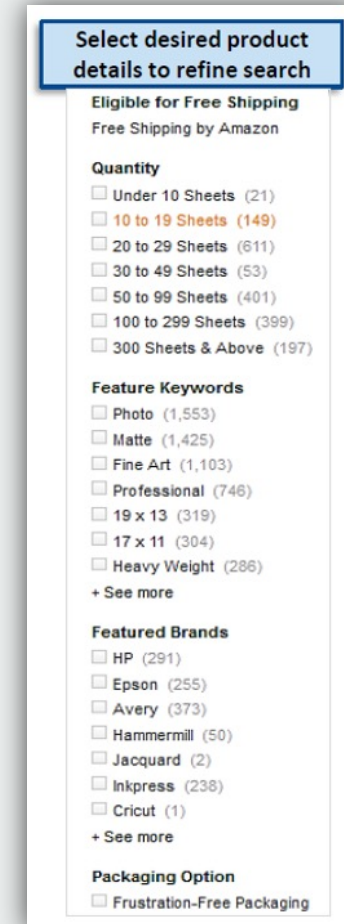 Select desired product
details to refine search
Eligible for Free Shipping
Free Shipping by Amazon
Quantity
Under 10 Sheets (21)
10 to 19 Sheets (149)
20 to 29 Sheets (611)
30 to 49 Sheets (53)
50 to 99 Sheets (401)
100 to 299 Sheets (399)
300 Sheets & Above (197)
Feature Keywords
Photo (1,553)
Matte (1,425)
Fine Art (1,103)
Professional (746)
19 x 13 (319)
17 x 11 (304)
Heavy Weight (286)
+ See more
Featured Brands
HP (291)
Epson (255)
Avery (373)
Hammermill (50)
Jacquard (2)
Inkpress (238)
Cricut (1)
+ See more
Packaging Option
Frustration-Free Packaging